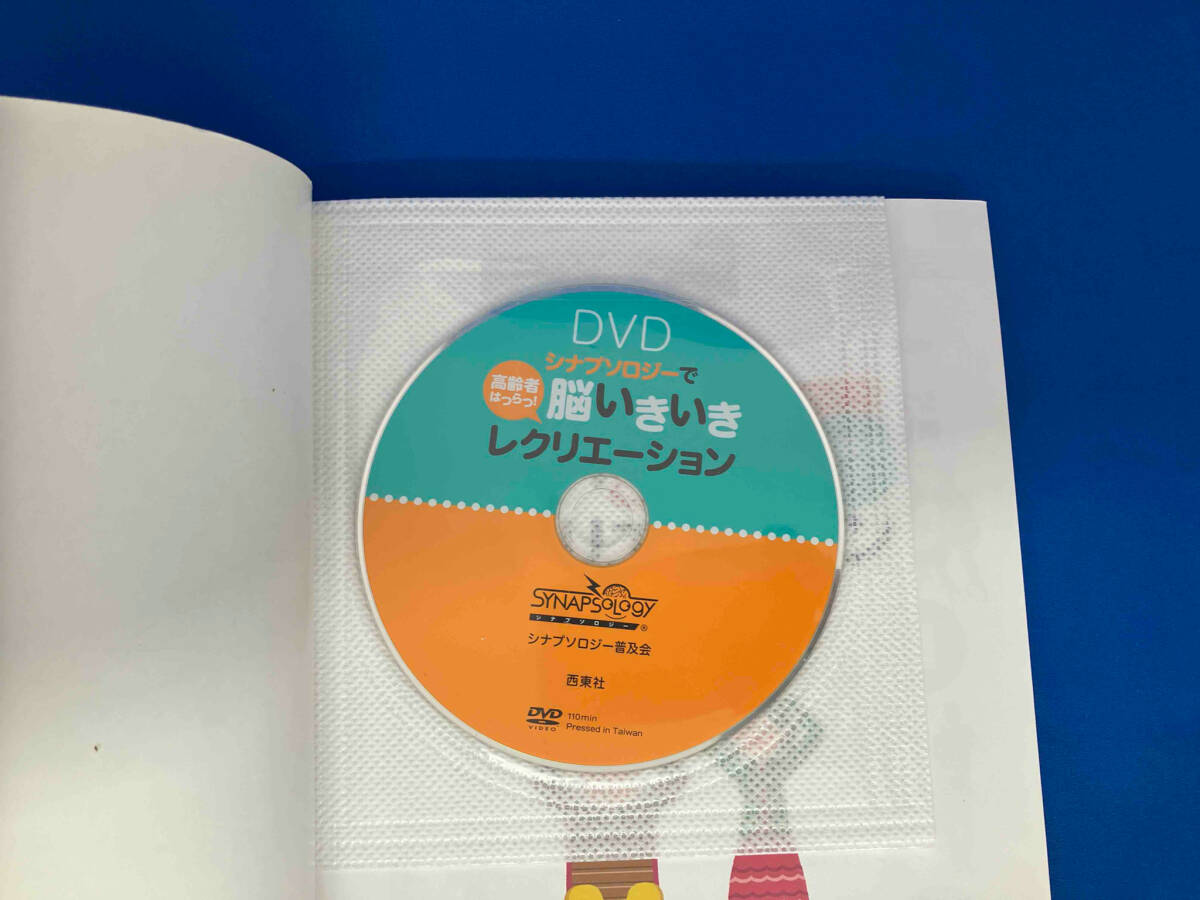 DVD
シナプソロジーで
高齢者
はつらつ!
脳いきいき
レクリエーション
SYNAPSOLOGY
シナプソロジー
®
シナプソロジー普及会
西東社
DVD
VIDEO
110min
Pressed in Taiwan